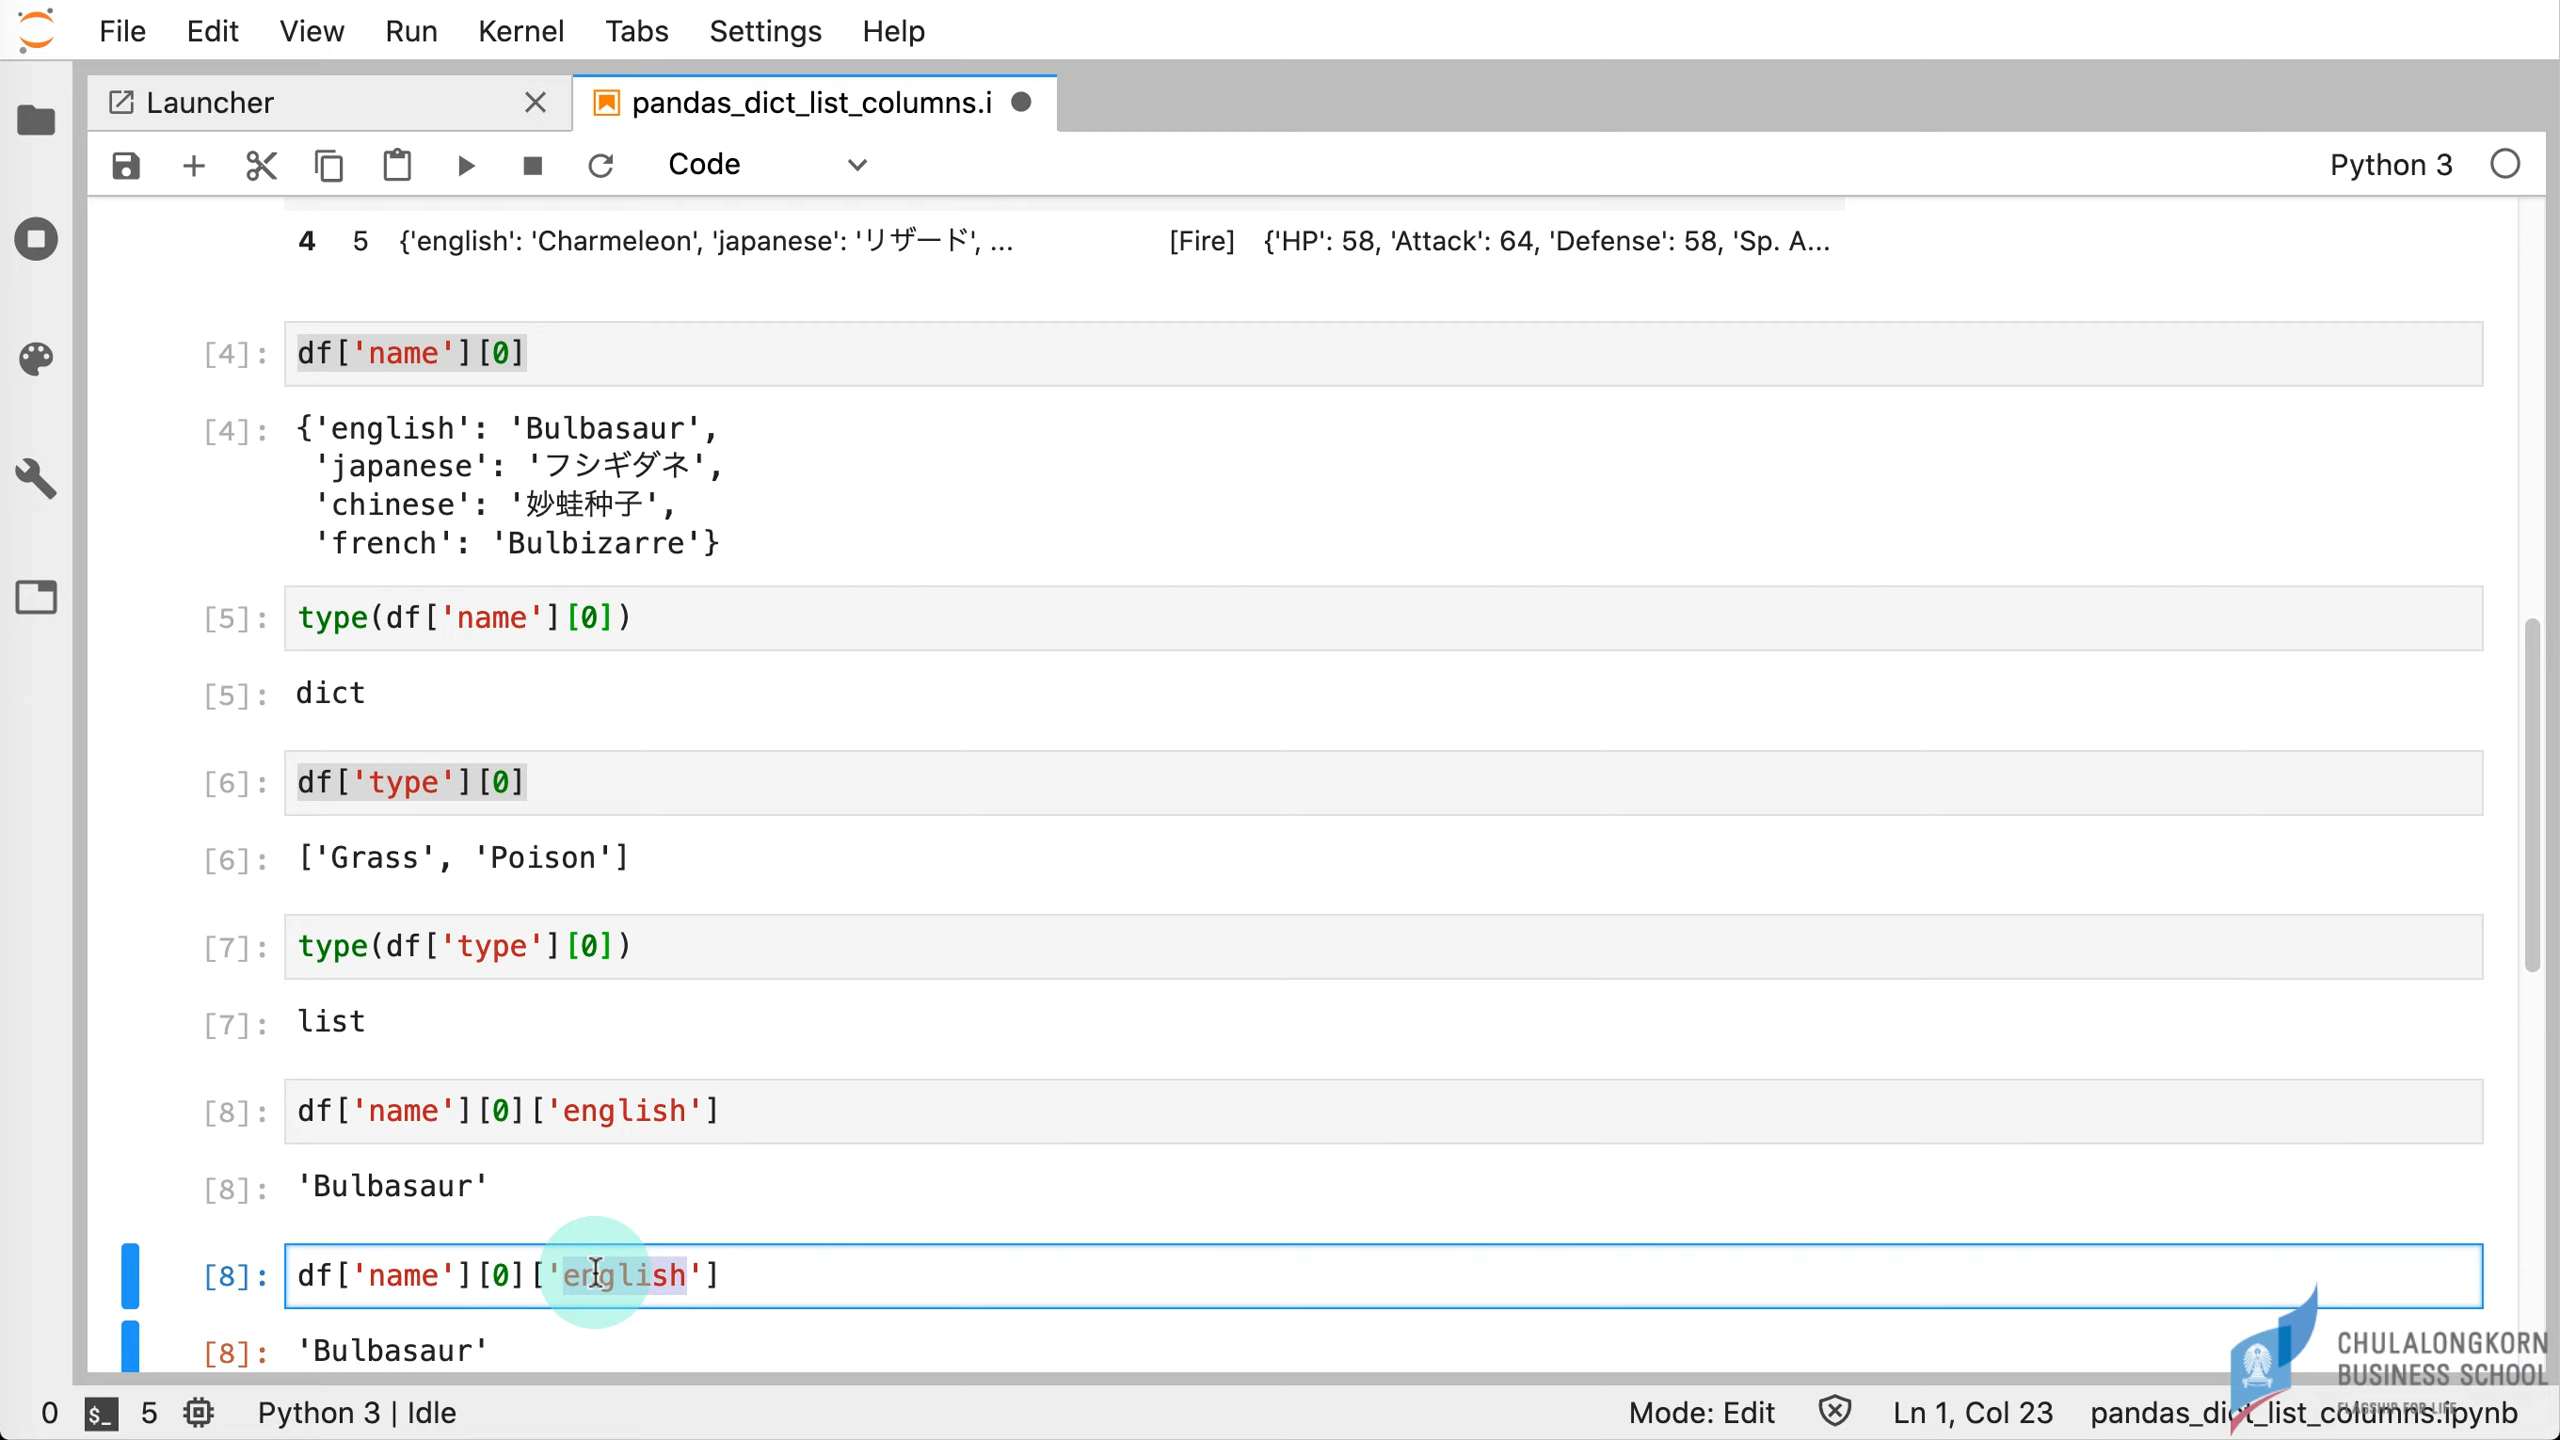 File Edit View Run Kernel Tabs Settings Help
Launcher
pandas_dict_list_columns.i
Code
Python 3
4 5 {'english': 'Charmeleon', 'japanese': 'リザード', ... [Fire] {'HP': 58, 'Attack': 64, 'Defense': 58, 'Sp. A...
[4]: df['name'][0]
[4]: {'english': 'Bulbasaur',
'japanese': 'フシギダネ',
'chinese': '妙蛙种子',
'french': 'Bulbizarre'}
[5]: type(df['name'][0])
[5]: dict
[6]: df['type'][0]
[6]: ['Grass', 'Poison']
[7]: type(df['type'][0])
[7]: list
[8]: df['name'][0]['english']
[8]: 'Bulbasaur'
[8]: df['name'][0]['english']
[8]: 'Bulbasaur'
CHULALONGKORN
BUSINESS SCHOOL
FLAGSHIP FOR LIFE
0 $_ 5 Python 3 | Idle Mode: Edit Ln 1, Col 23 pandas_dict_list_columns.ipynb